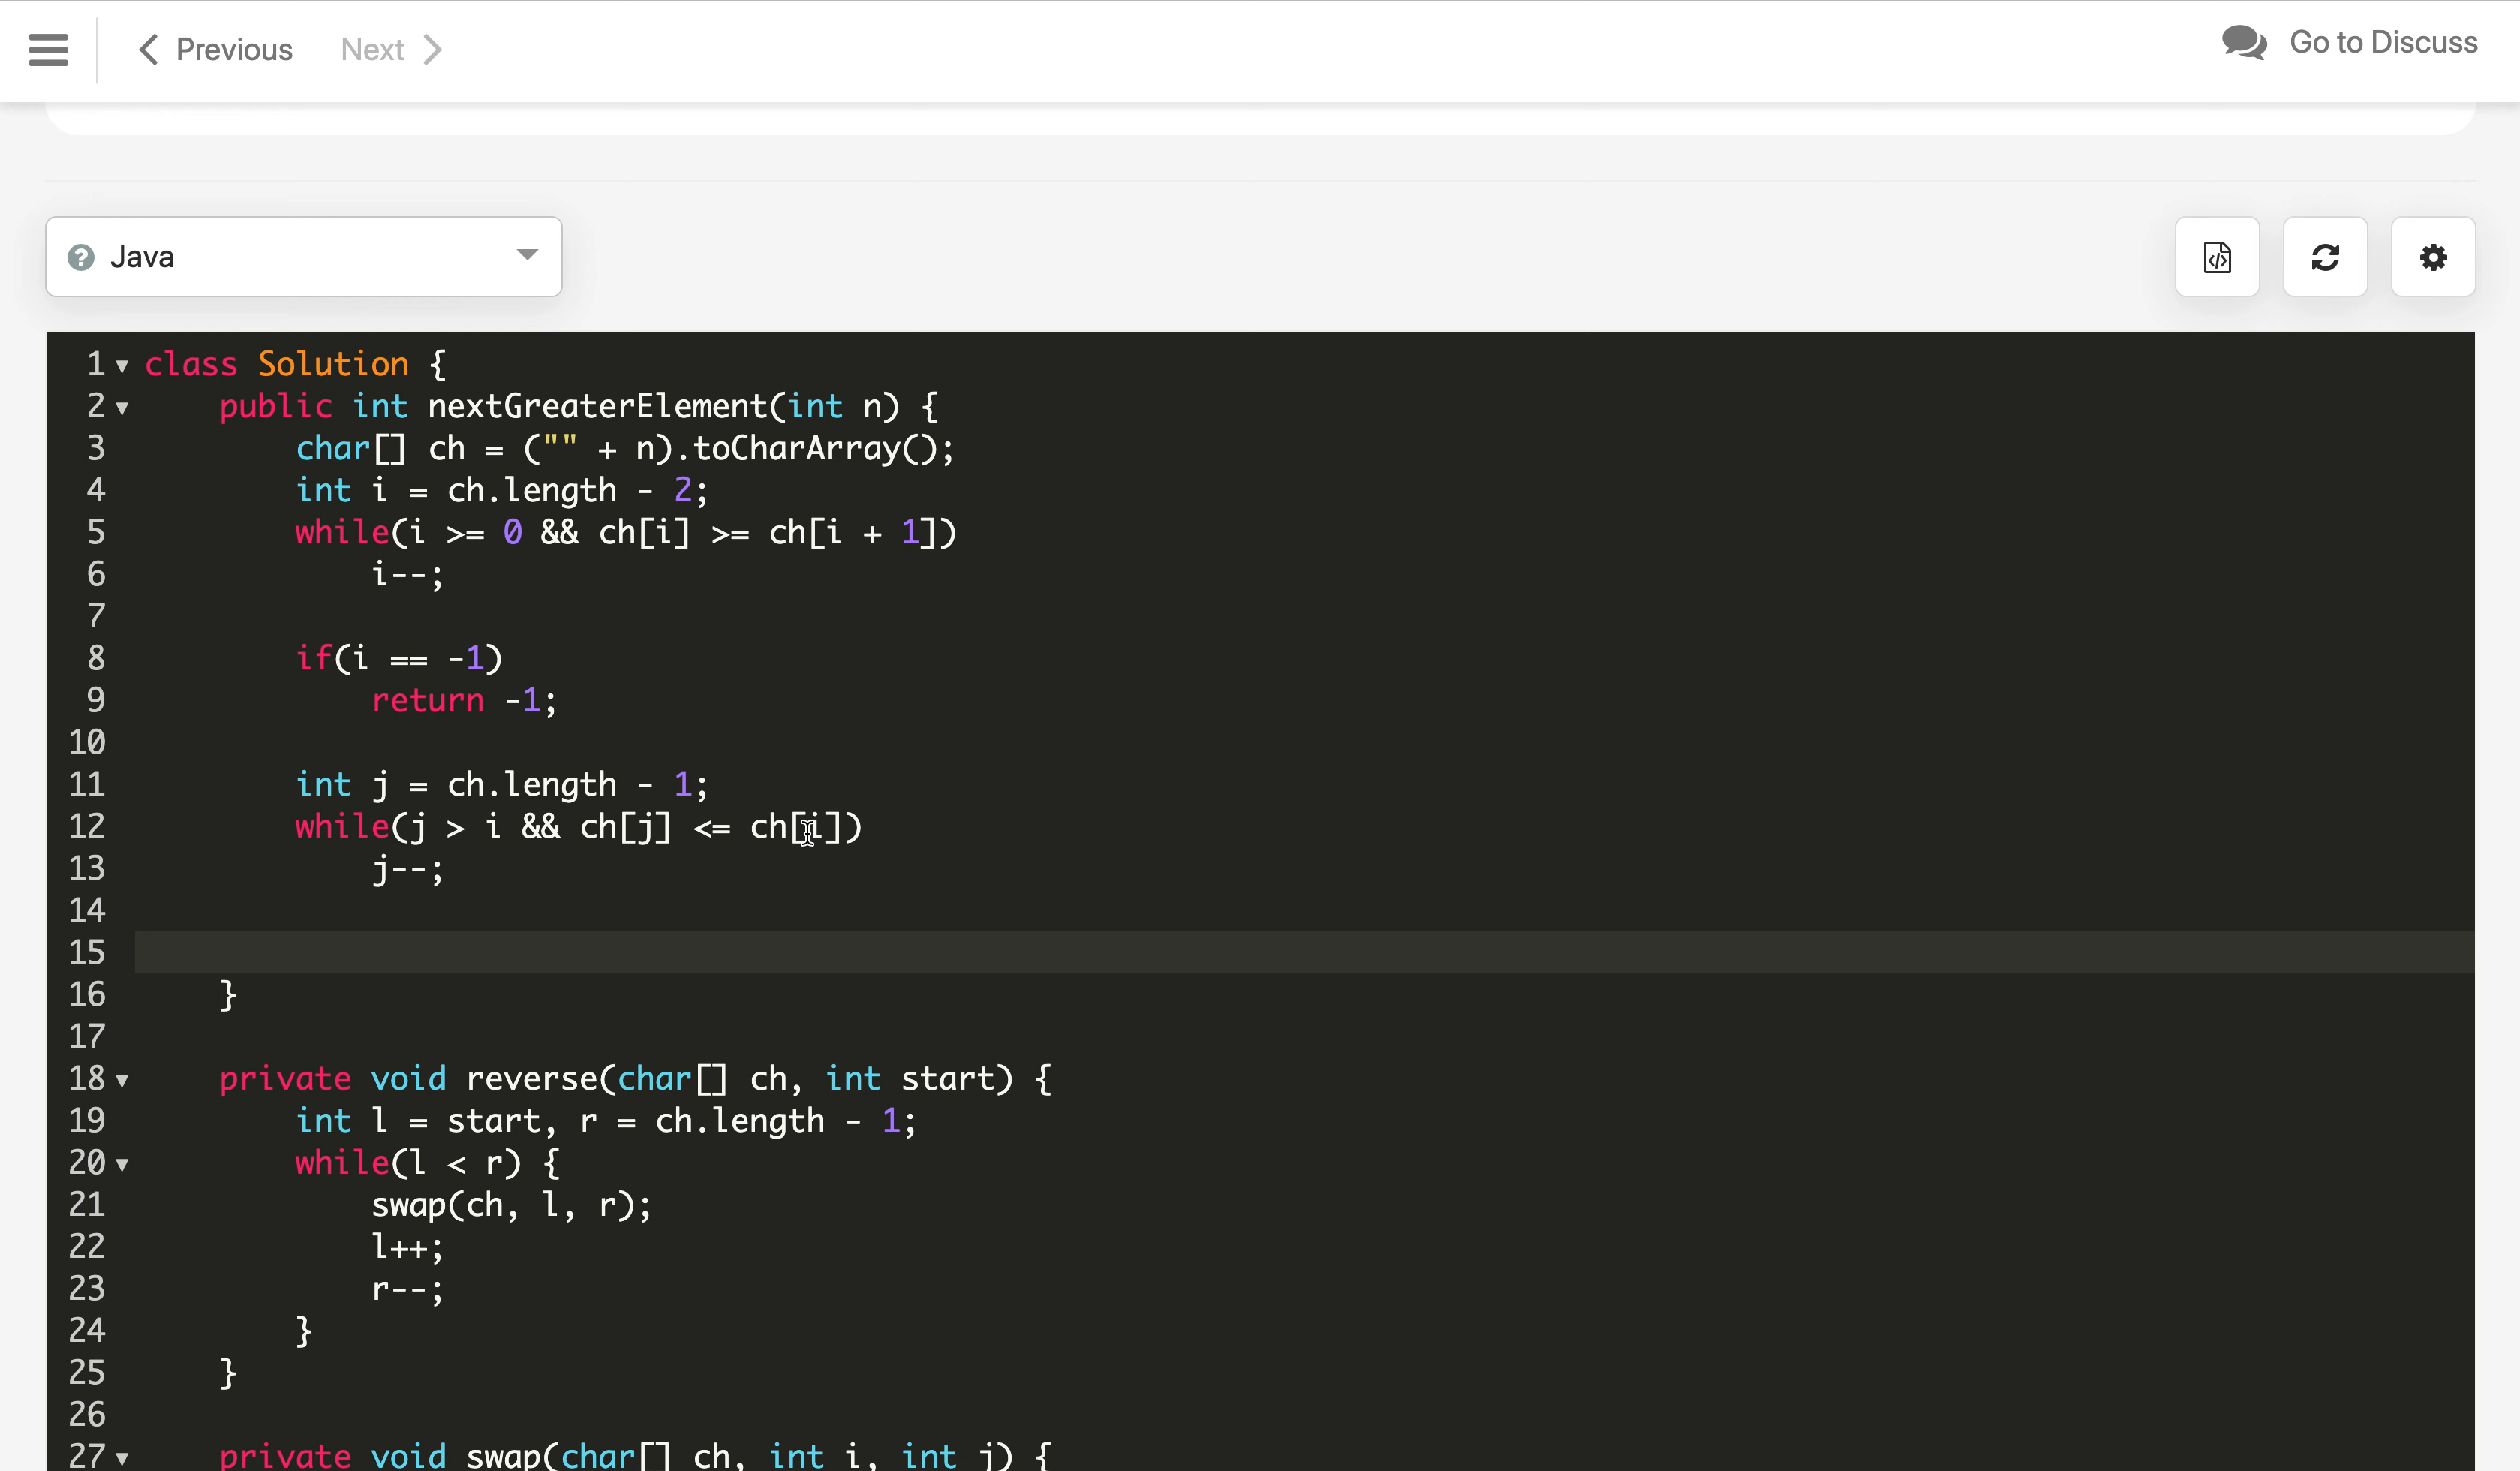 Previous Next Go to Discuss
Java
1 class Solution {
2 public int nextGreaterElement(int n) {
3 char[] ch = ("" + n).toCharArray();
4 int i = ch.length - 2;
5 while(i >= 0 && ch[i] >= ch[i + 1])
6 i--;
7
8 if(i == -1)
9 return -1;
10
11 int j = ch.length - 1;
12 while(j > i && ch[j] <= ch[i])
13 j--;
14
15
16 }
17
18 private void reverse(char[] ch, int start) {
19 int l = start, r = ch.length - 1;
20 while(l < r) {
21 swap(ch, l, r);
22 l++;
23 r--;
24 }
25 }
26
27 private void swap(char[] ch, int i, int j) {